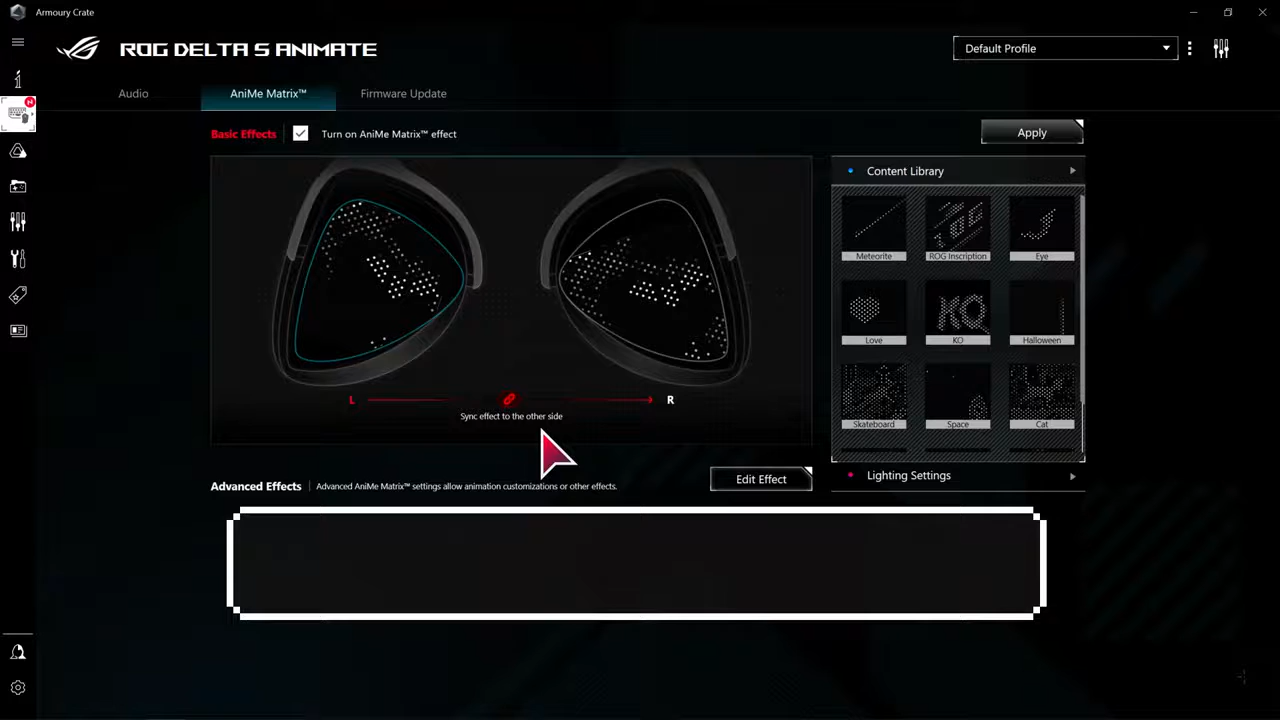 Armoury Crate
ROG DELTA S ANIMATE
Default Profile
Audio
AniMe Matrix™
Firmware Update
Basic Effects
Turn on AniMe Matrix™ effect
Apply
Content Library
Meteorite
ROG Inscription
Eye
Love
KO
Halloween
Skateboard
Space
Cat
L
R
Sync effect to the other side
Advanced Effects
Advanced AniMe Matrix™ settings allow animation customizations or other effects.
Edit Effect
Lighting Settings